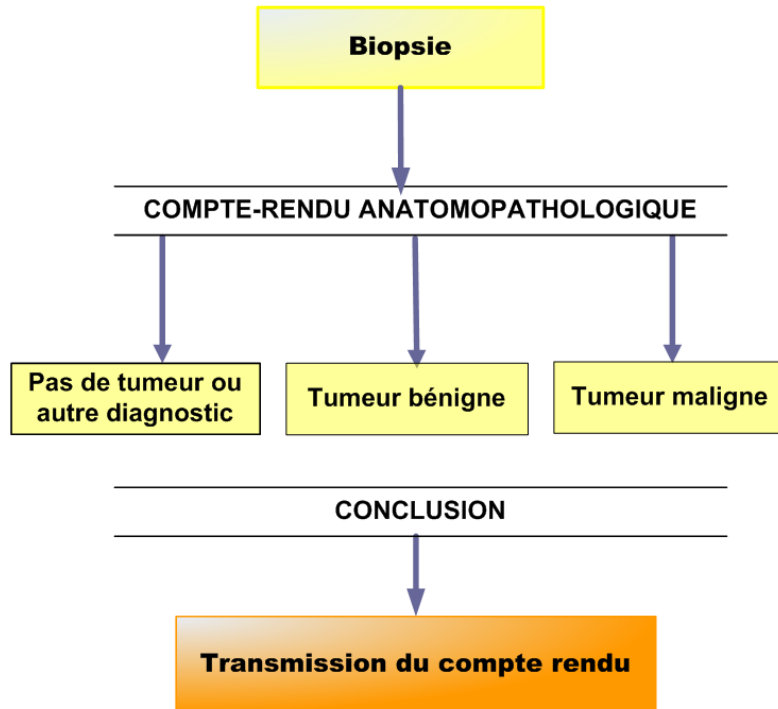 Biopsie
COMPTE-RENDU ANATOMOPATHOLOGIQUE
Pas de tumeur ou
autre diagnostic
Tumeur bénigne
Tumeur maligne
CONCLUSION
Transmission du compte rendu